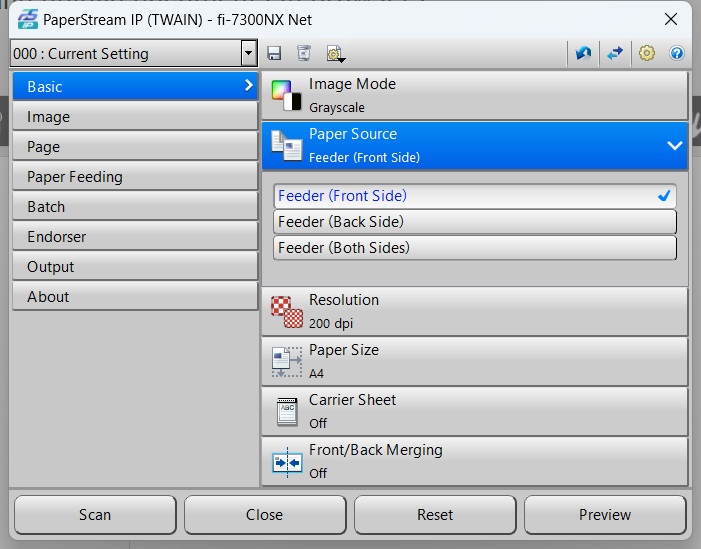 PaperStream IP (TWAIN) - fi-7300NX Net
000 : Current Setting
Basic
Image
Page
Paper Feeding
Batch
Endorser
Output
About
Image Mode
Grayscale
Paper Source
Feeder (Front Side)
Feeder (Front Side)
Feeder (Back Side)
Feeder (Both Sides)
Resolution
200 dpi
Paper Size
A4
Carrier Sheet
Off
Front/Back Merging
Off
Scan
Close
Reset
Preview